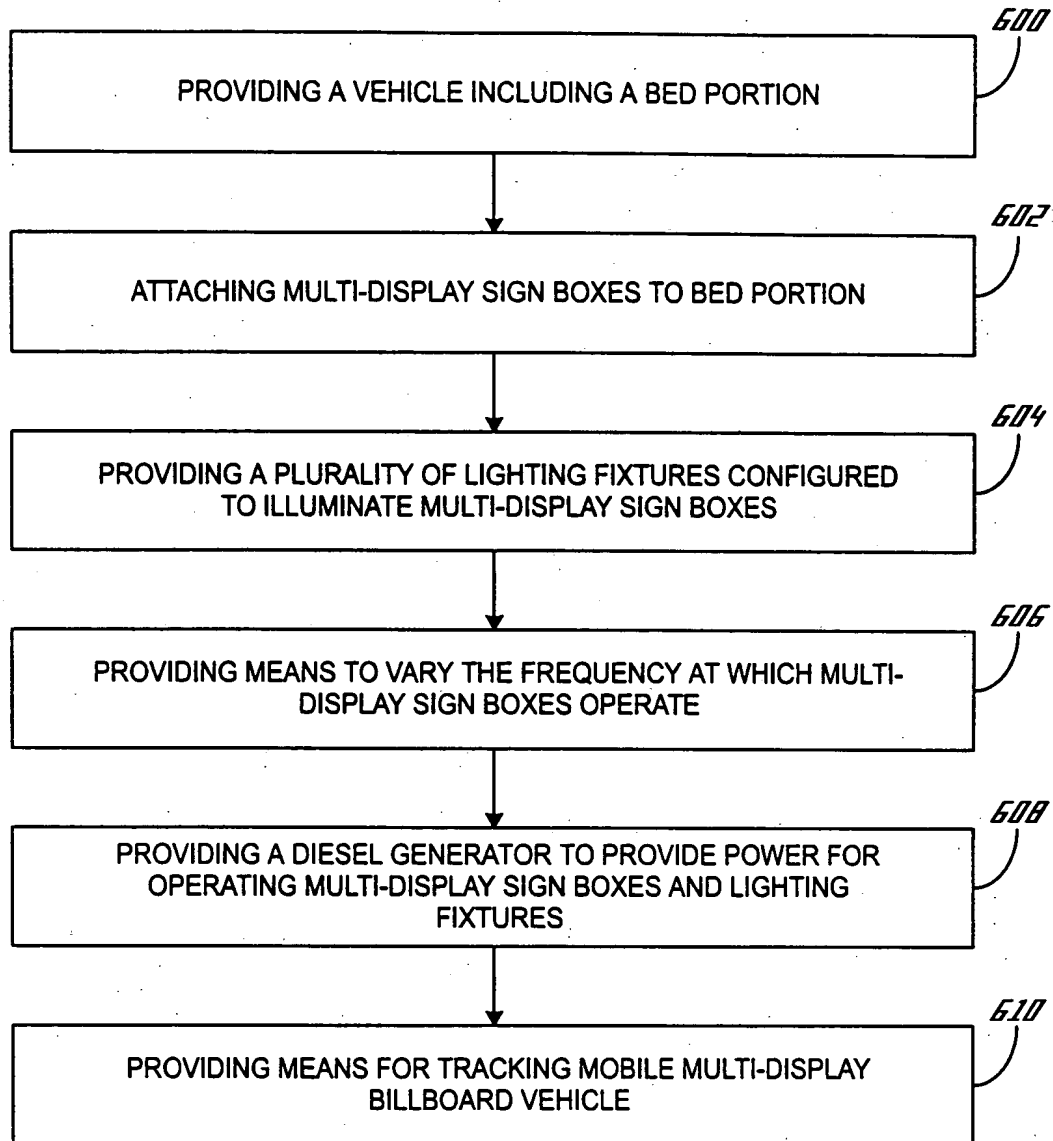 600
PROVIDING A VEHICLE INCLUDING A BED PORTION
602
ATTACHING MULTI-DISPLAY SIGN BOXES TO BED PORTION
604
PROVIDING A PLURALITY OF LIGHTING FIXTURES CONFIGURED
TO ILLUMINATE MULTI-DISPLAY SIGN BOXES
606
PROVIDING MEANS TO VARY THE FREQUENCY AT WHICH MULTI-
DISPLAY SIGN BOXES OPERATE
608
PROVIDING A DIESEL GENERATOR TO PROVIDE POWER FOR
OPERATING MULTI-DISPLAY SIGN BOXES AND LIGHTING
FIXTURES
610
PROVIDING MEANS FOR TRACKING MOBILE MULTI-DISPLAY
BILLBOARD VEHICLE